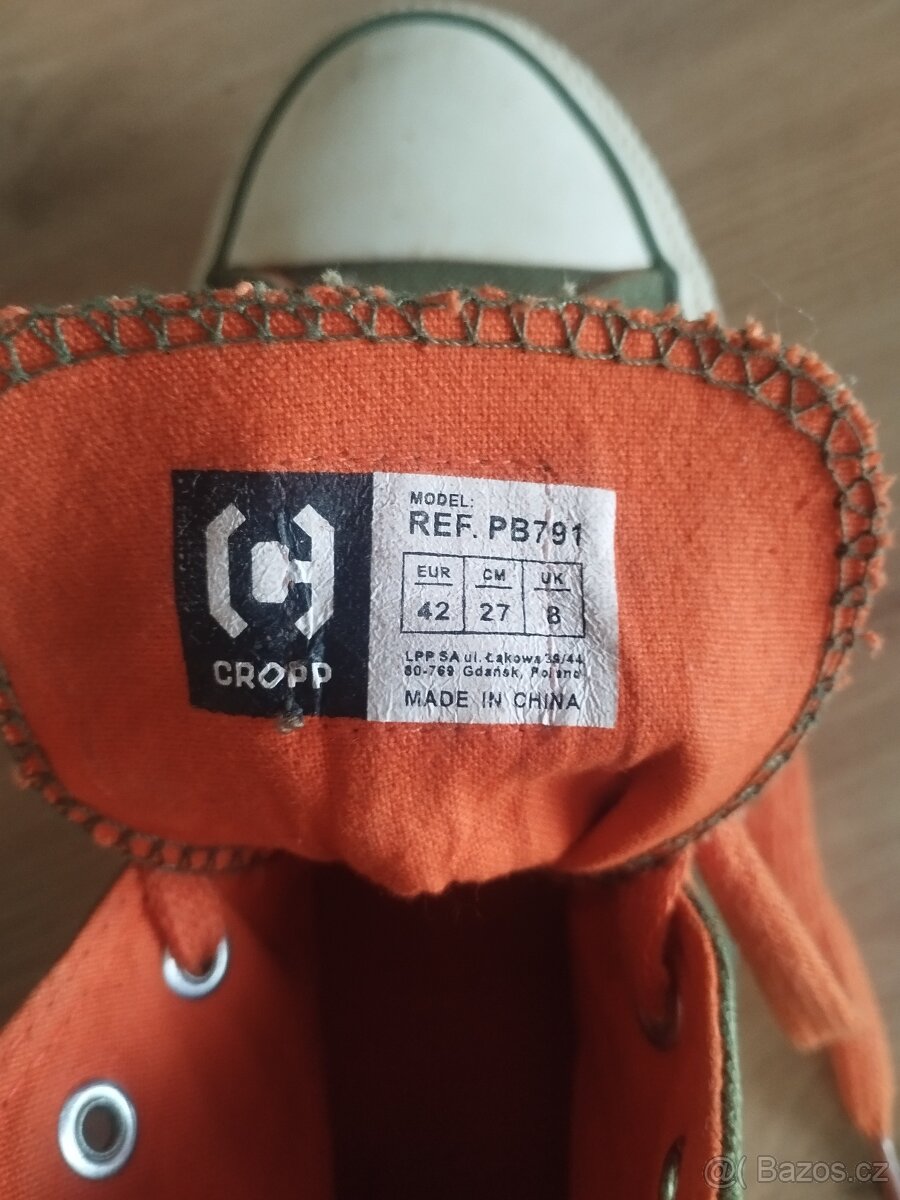 MODEL:
REF. PB791
EUR CM UK
42 27 8
CROPP
LPP SA ul. Łąkowa 39/44
80-769 Gdańsk, Poland
MADE IN CHINA
@( Bazos.cz